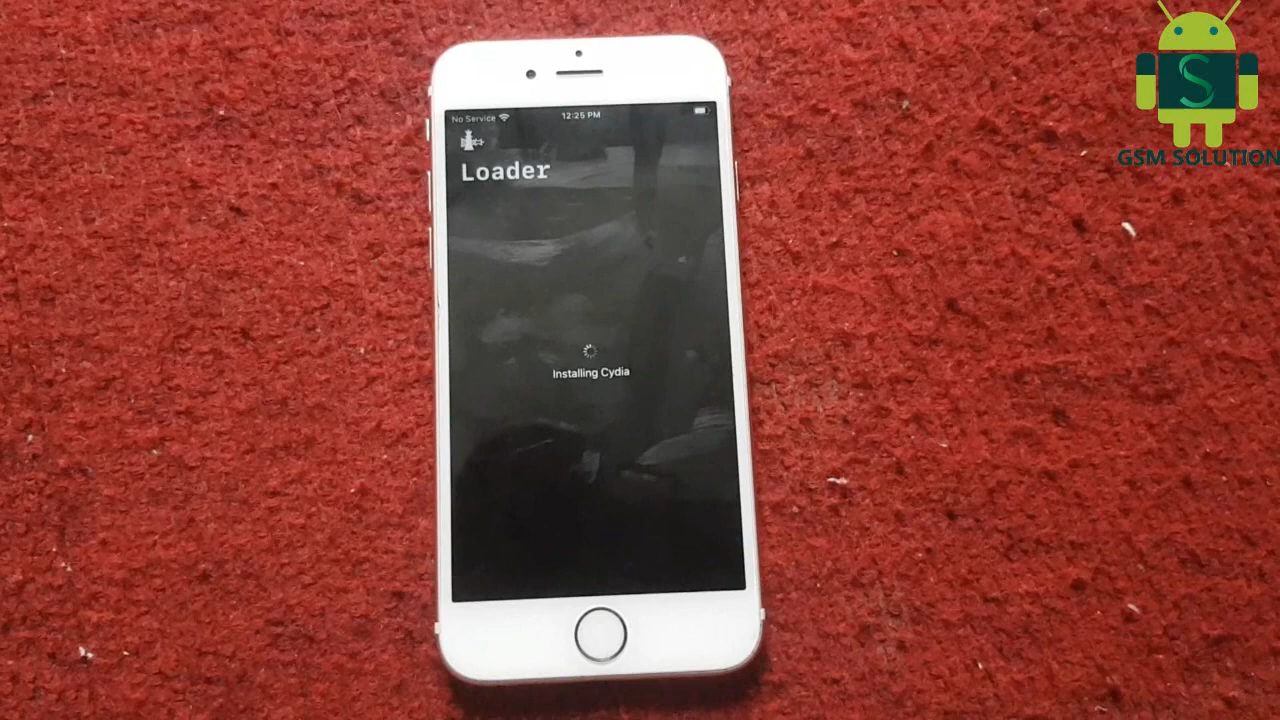 No Service 12:25 PM
Loader
Installing Cydia
S
GSM SOLUTION